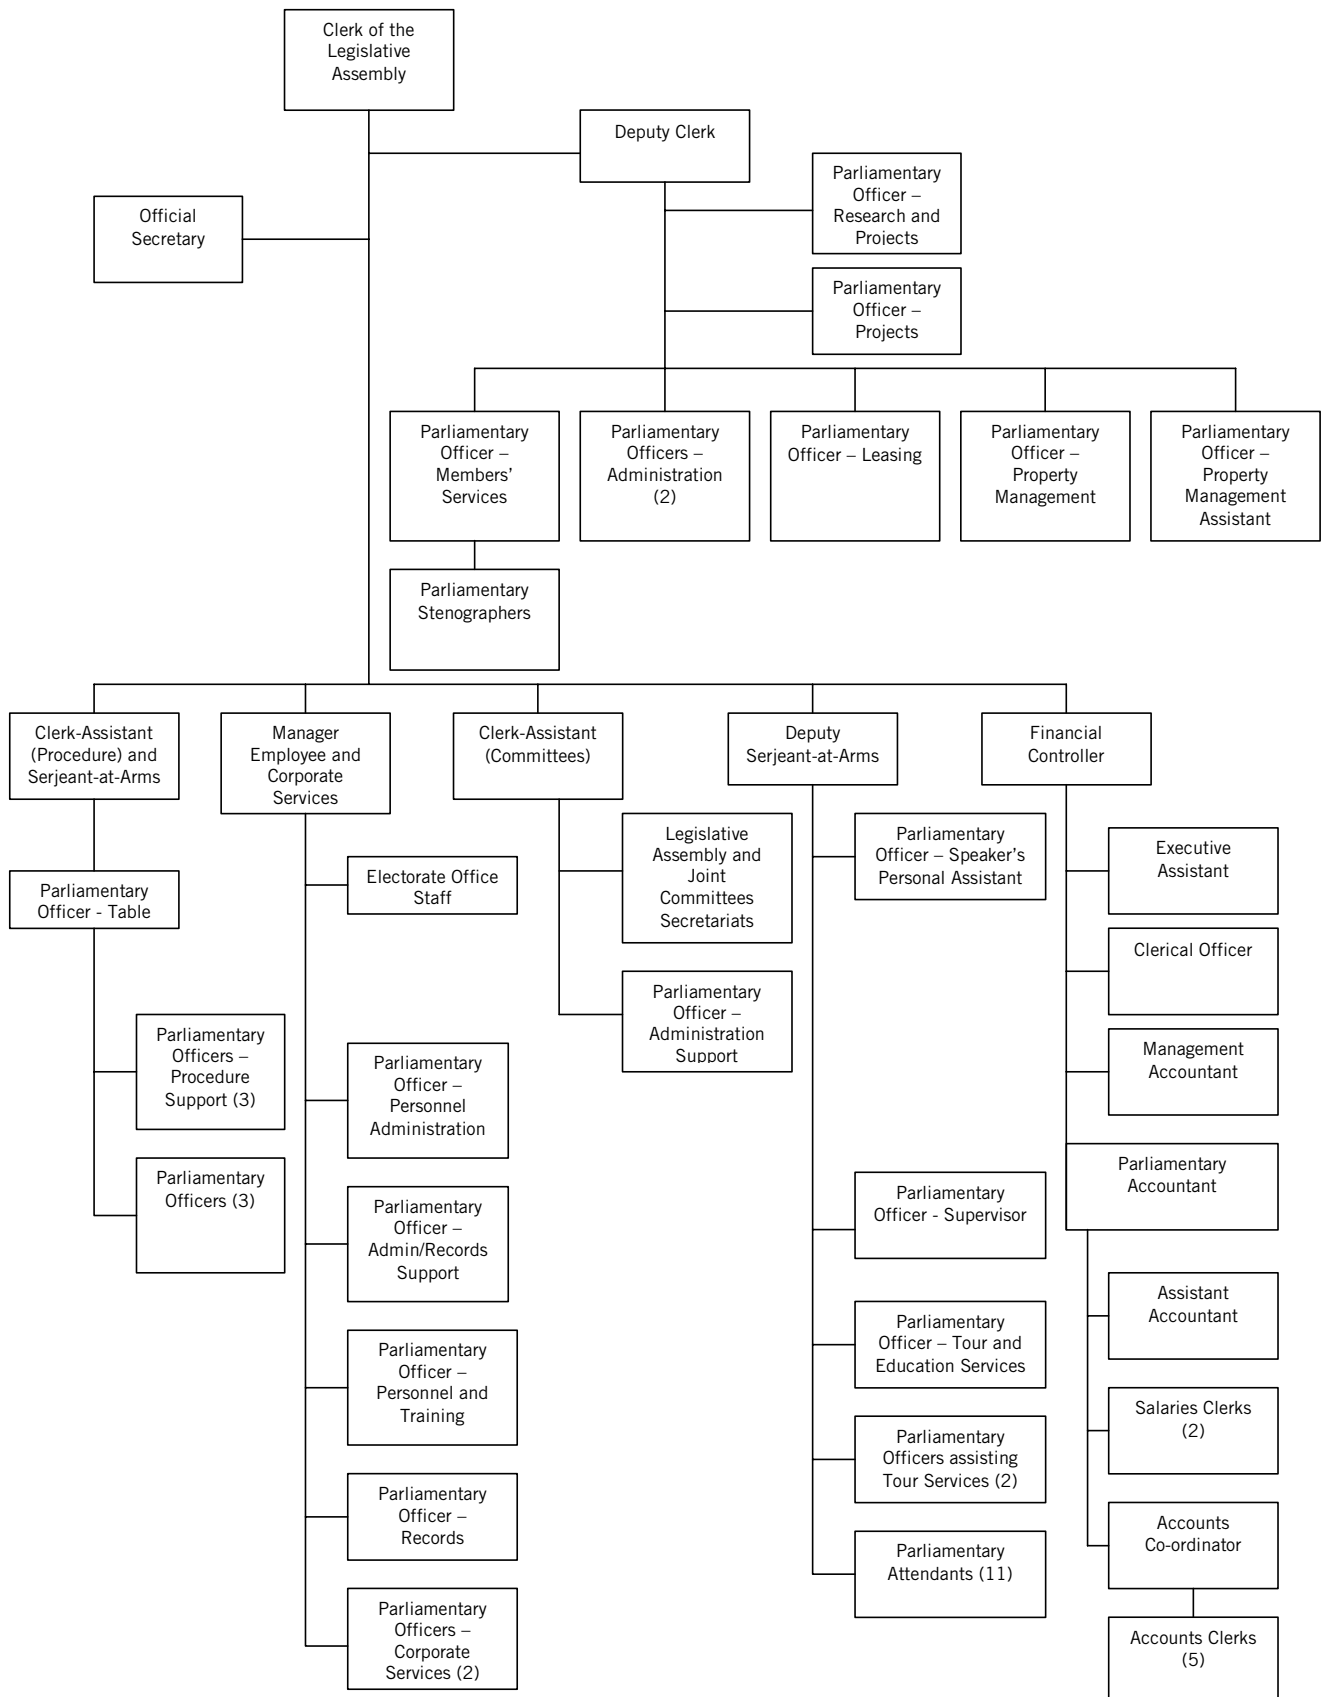 Clerk of the
Legislative
Assembly
Deputy Clerk
Parliamentary
Officer –
Research and
Projects
Official
Secretary
Parliamentary
Officer –
Projects
Parliamentary
Officer –
Members’
Services
Parliamentary
Officers –
Administration
(2)
Parliamentary
Officer – Leasing
Parliamentary
Officer –
Property
Management
Parliamentary
Officer –
Property
Management
Assistant
Parliamentary
Stenographers
Clerk-Assistant
(Procedure) and
Serjeant-at-Arms
Manager
Employee and
Corporate
Services
Clerk-Assistant
(Committees)
Deputy
Serjeant-at-Arms
Financial
Controller
Parliamentary
Officer - Table
Parliamentary
Officers –
Procedure
Support (3)
Parliamentary
Officers (3)
Electorate Office
Staff
Parliamentary
Officer –
Personnel
Administration
Parliamentary
Officer –
Admin/Records
Support
Parliamentary
Officer –
Personnel and
Training
Parliamentary
Officer –
Records
Parliamentary
Officers –
Corporate
Services (2)
Legislative
Assembly and
Joint
Committees
Secretariats
Parliamentary
Officer –
Administration
Support
Parliamentary
Officer – Speaker’s
Personal Assistant
Parliamentary
Officer - Supervisor
Parliamentary
Officer – Tour and
Education Services
Parliamentary
Officers assisting
Tour Services (2)
Parliamentary
Attendants (11)
Executive
Assistant
Clerical Officer
Management
Accountant
Parliamentary
Accountant
Assistant
Accountant
Salaries Clerks
(2)
Accounts
Co-ordinator
Accounts Clerks
(5)